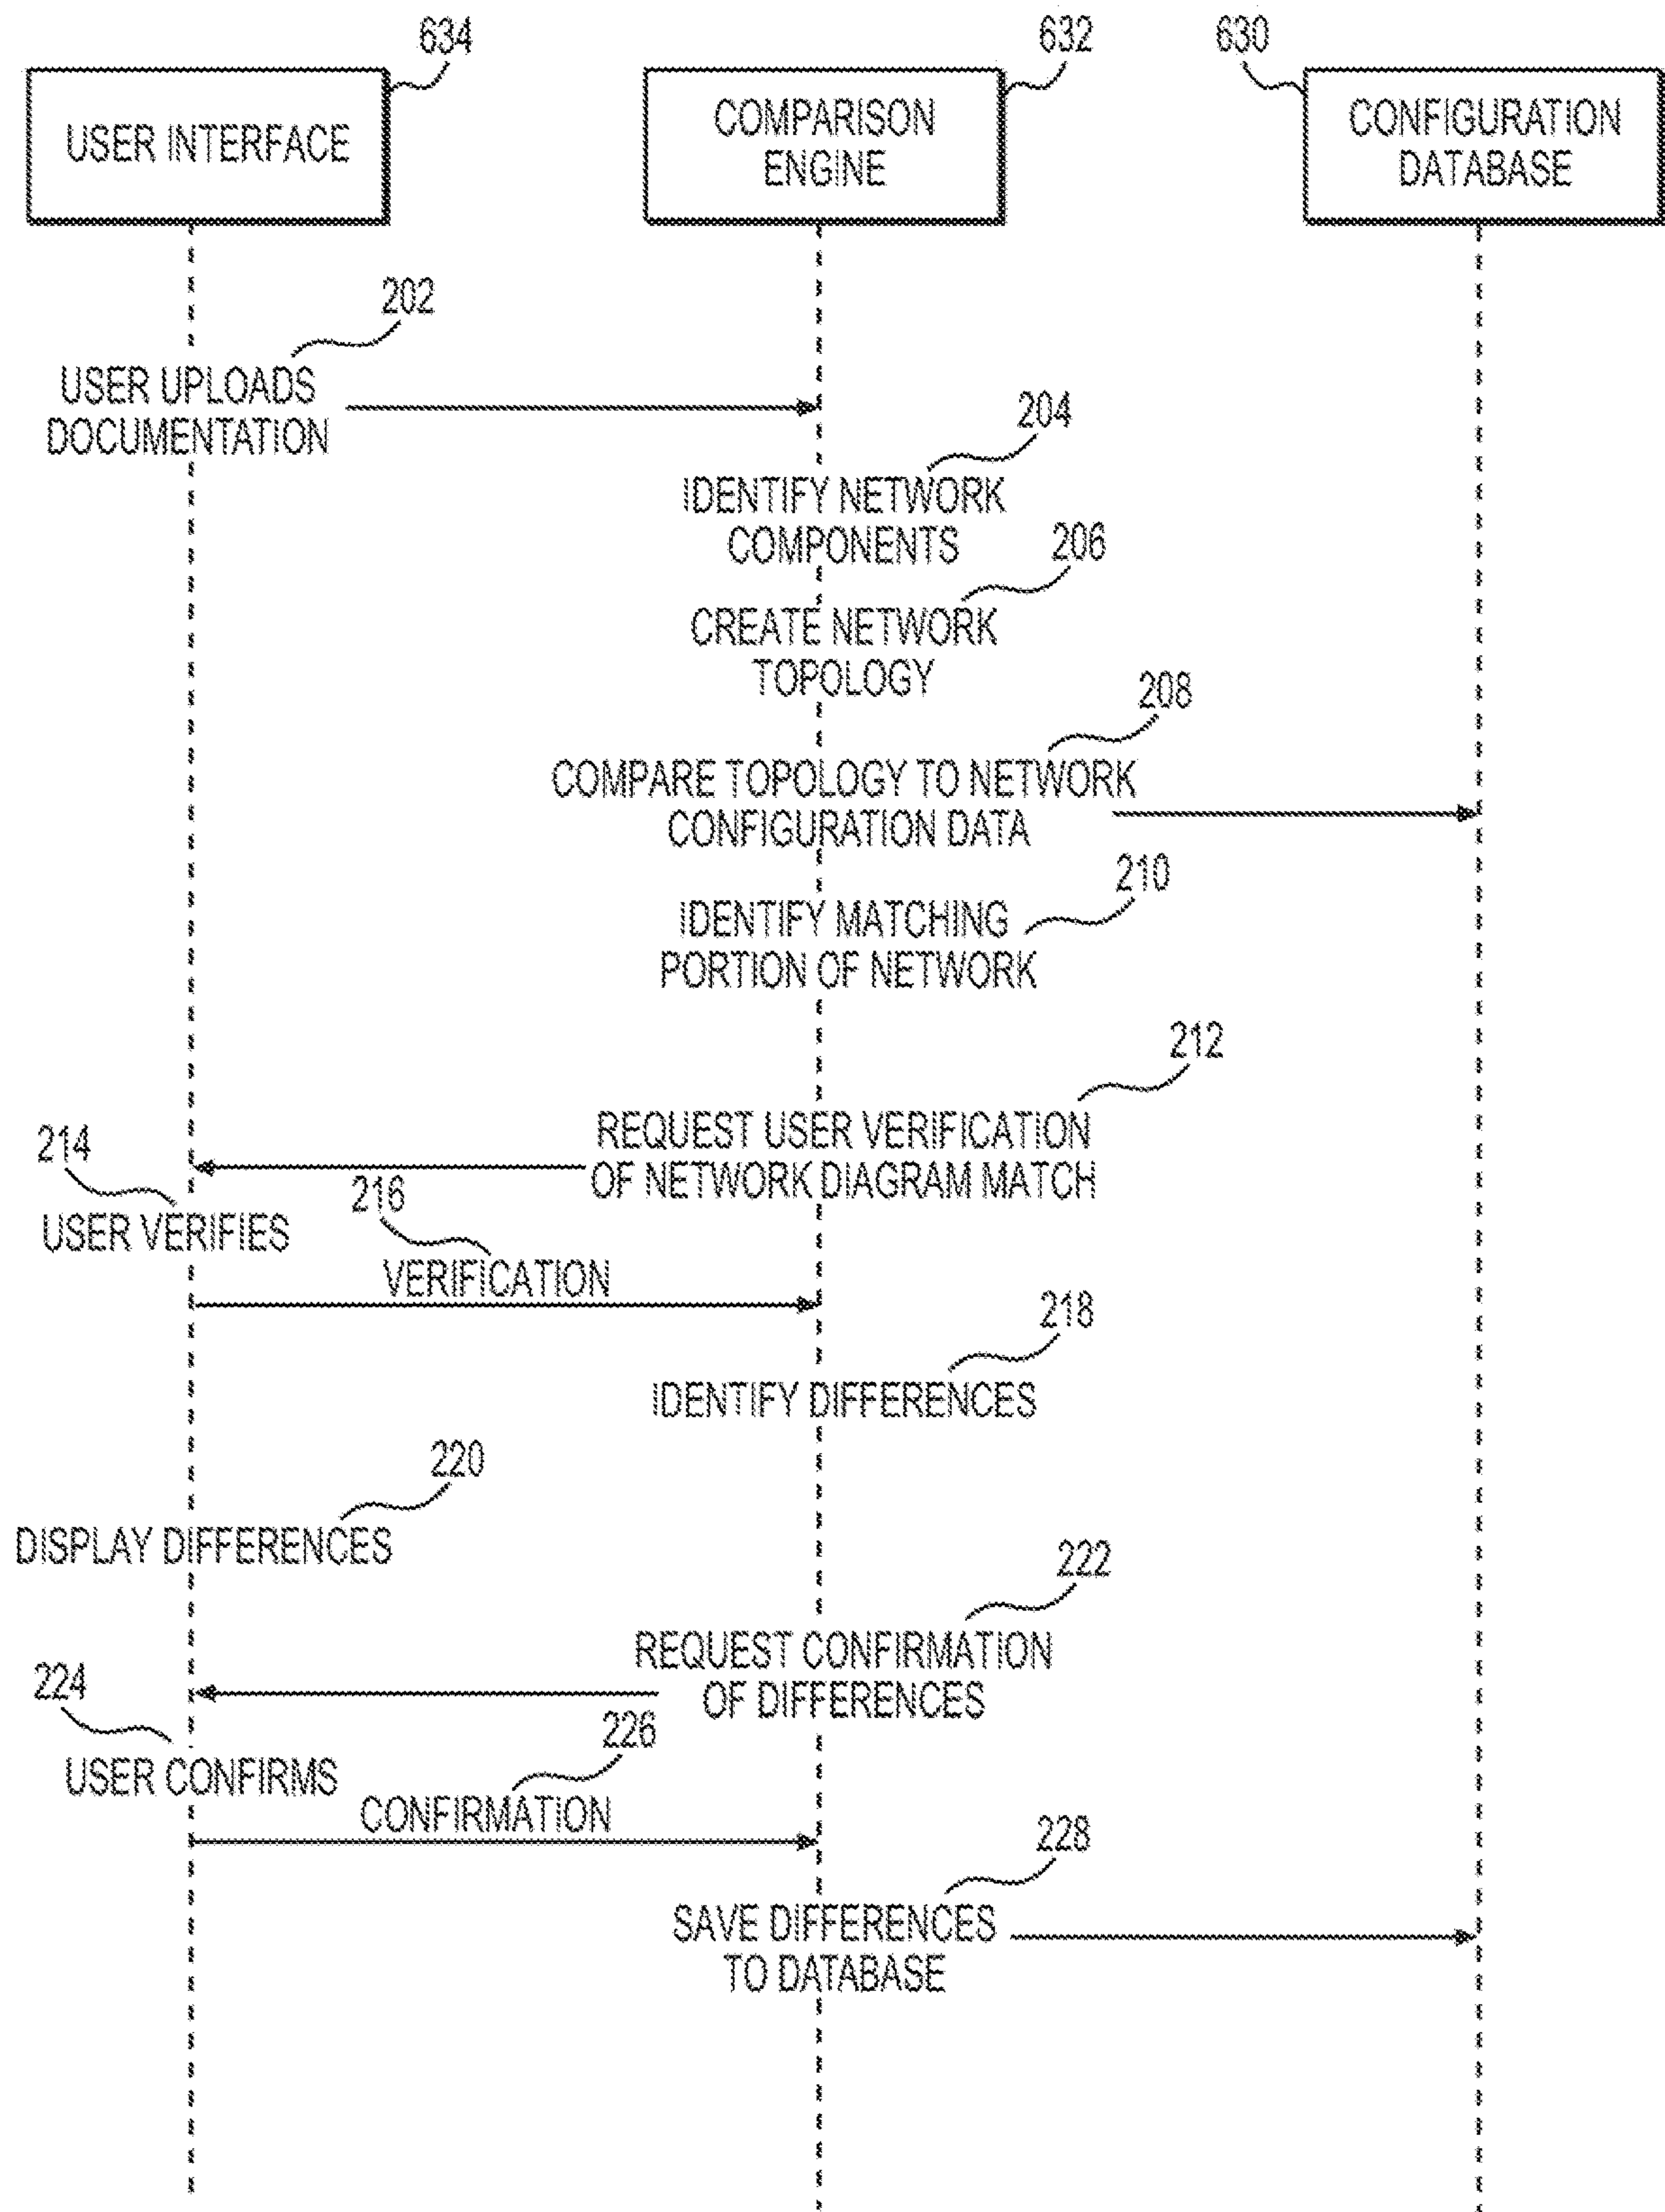 634
632
630
USER INTERFACE
COMPARISON
ENGINE
CONFIGURATION
DATABASE
202
USER UPLOADS
DOCUMENTATION
204
IDENTIFY NETWORK
COMPONENTS
206
CREATE NETWORK
TOPOLOGY
208
COMPARE TOPOLOGY TO NETWORK
CONFIGURATION DATA
210
IDENTIFY MATCHING
PORTION OF NETWORK
212
REQUEST USER VERIFICATION
OF NETWORK DIAGRAM MATCH
214
USER VERIFIES
216
VERIFICATION
218
IDENTIFY DIFFERENCES
220
DISPLAY DIFFERENCES
222
REQUEST CONFIRMATION
OF DIFFERENCES
224
USER CONFIRMS
226
CONFIRMATION
228
SAVE DIFFERENCES
TO DATABASE